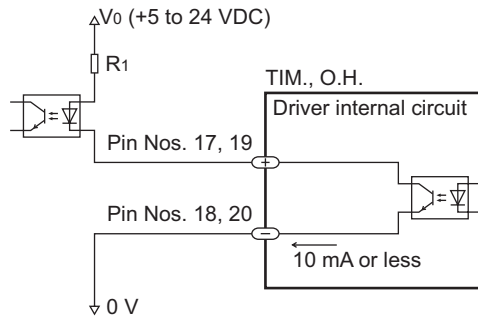 V0 (+5 to 24 VDC)
R1
TIM., O.H.
Driver internal circuit
Pin Nos. 17, 19
+
Pin Nos. 18, 20
−
10 mA or less
0 V